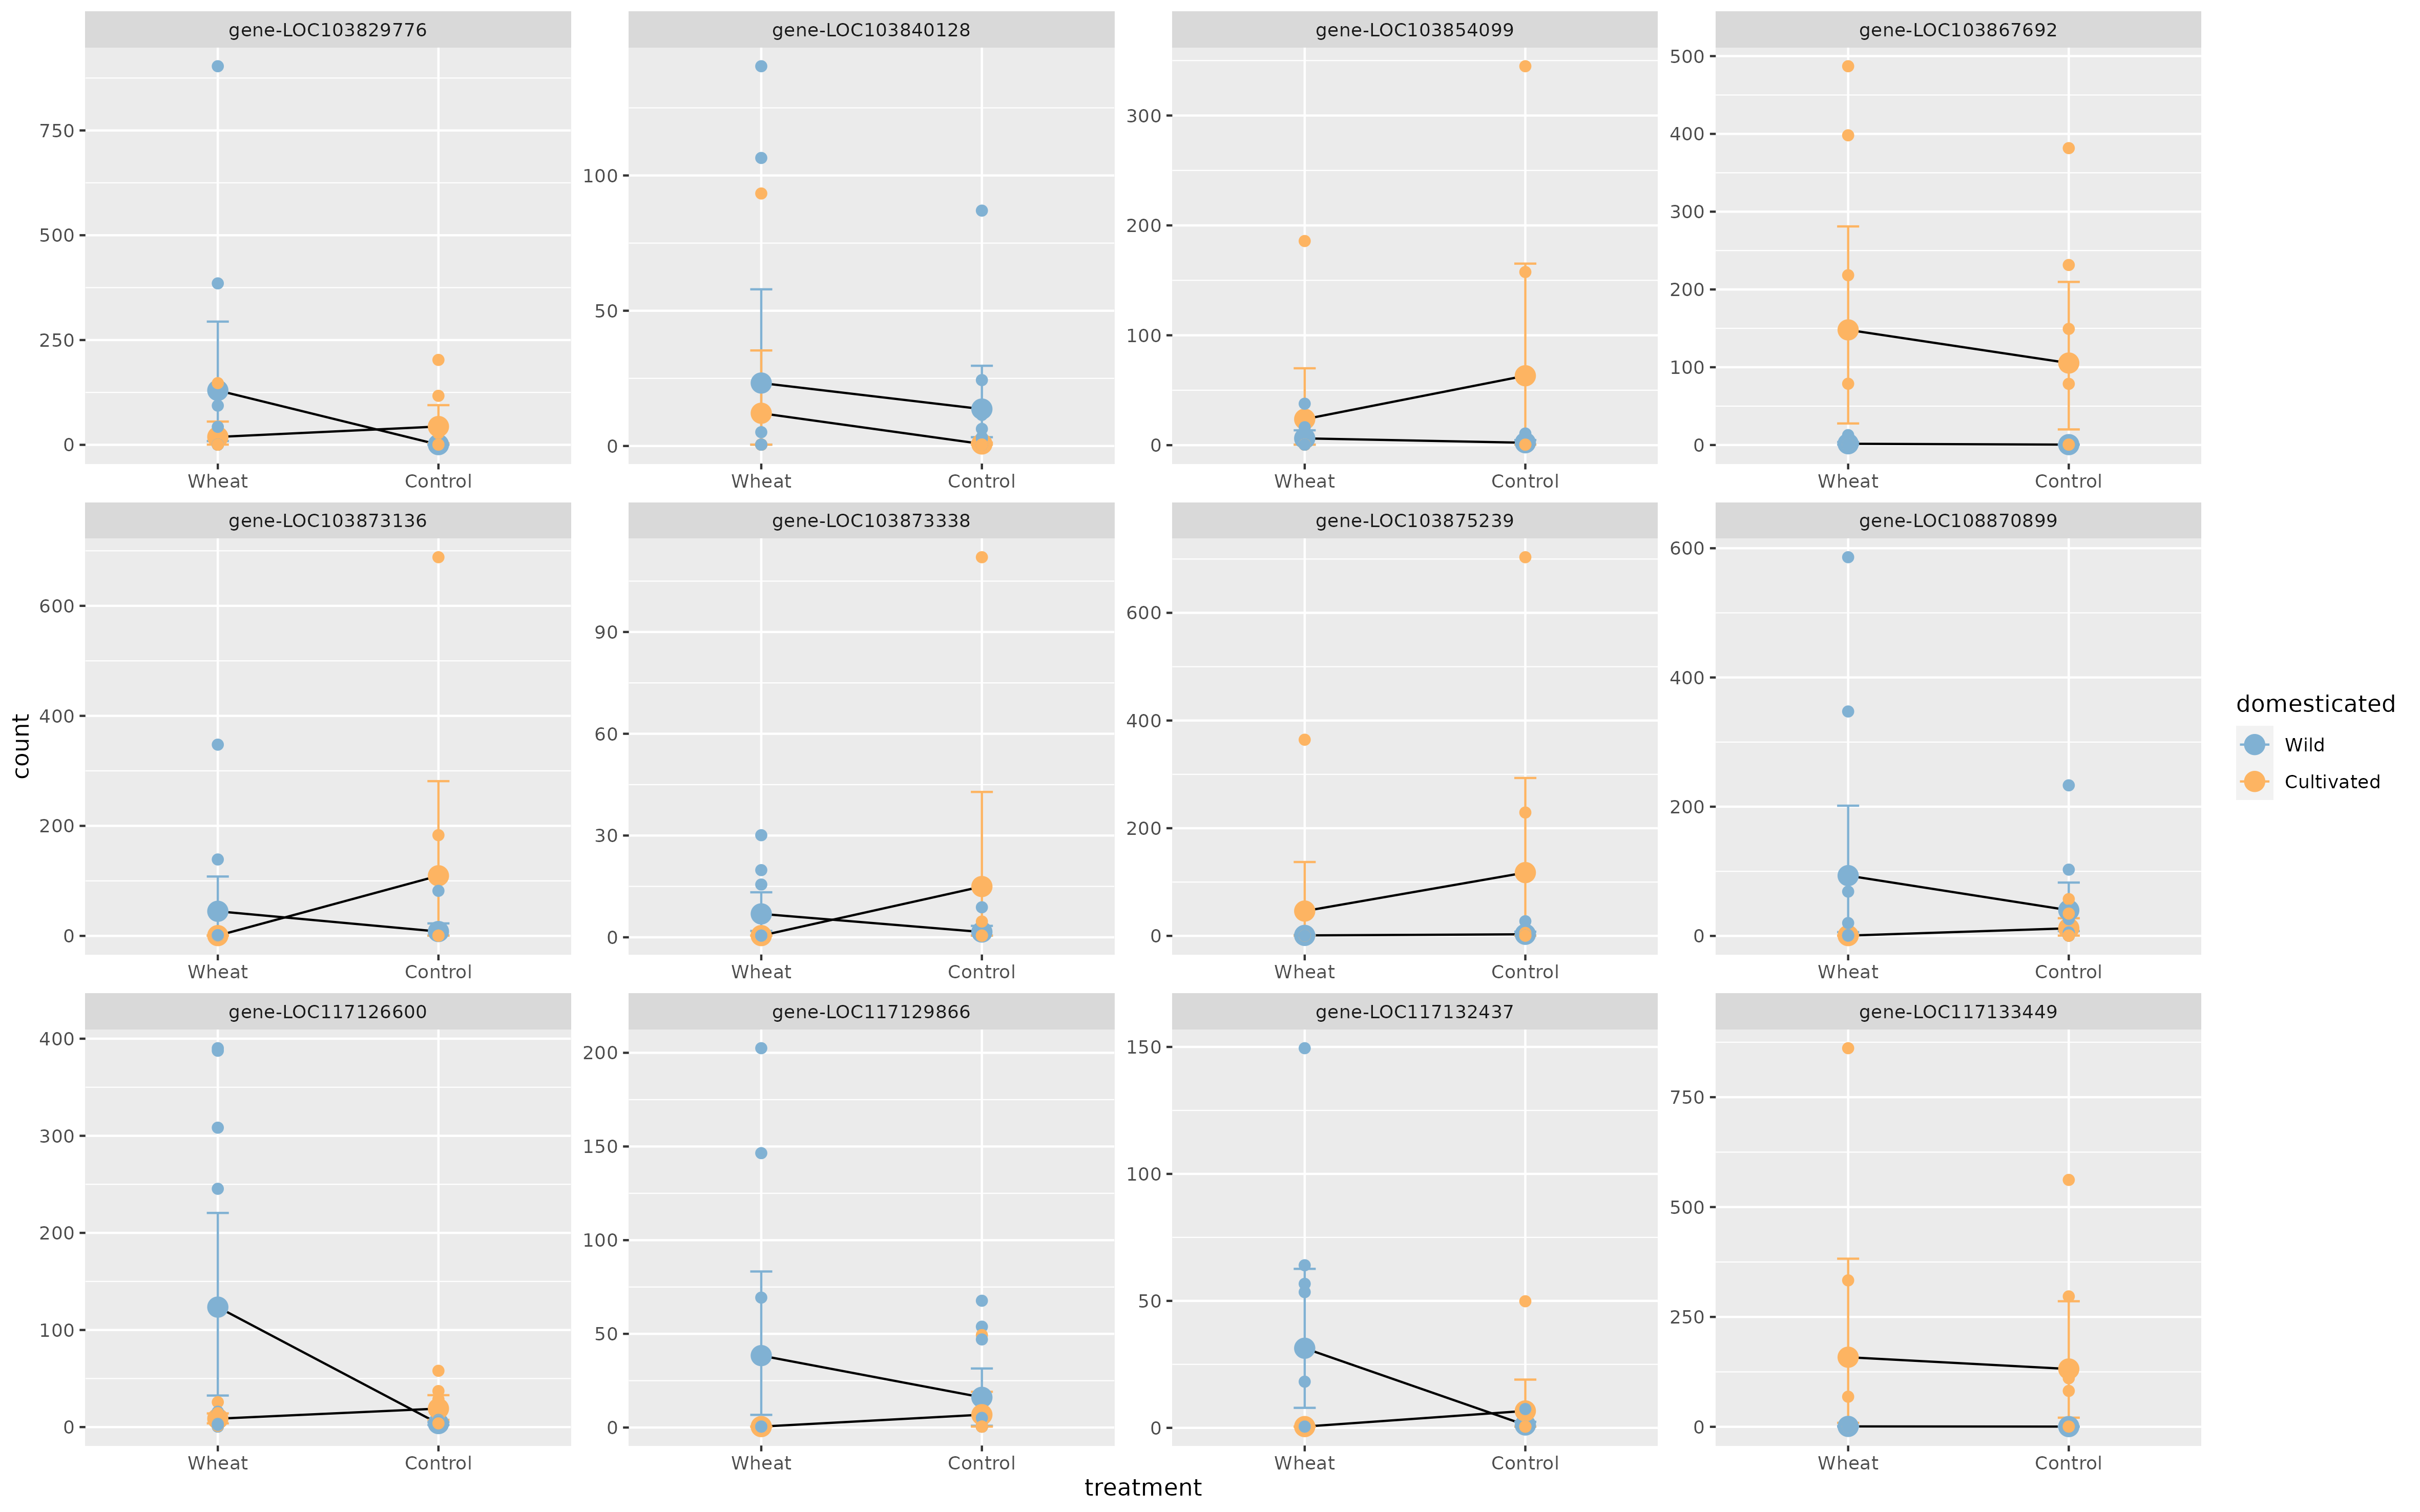 gene-LOC103829776
gene-LOC103840128
gene-LOC103854099
gene-LOC103867692
750
500
250
0
100
50
0
300
200
100
0
500
400
300
200
100
0
Wheat Control
Wheat Control
Wheat Control
Wheat Control
gene-LOC103873136
gene-LOC103873338
gene-LOC103875239
gene-LOC108870899
count
600
400
200
0
90
60
30
0
600
400
200
0
600
400
200
0
Wheat Control
Wheat Control
Wheat Control
Wheat Control
domesticated
Wild
Cultivated
gene-LOC117126600
gene-LOC117129866
gene-LOC117132437
gene-LOC117133449
400
300
200
100
0
200
150
100
50
0
150
100
50
0
750
500
250
0
Wheat Control
Wheat Control
Wheat Control
Wheat Control
treatment